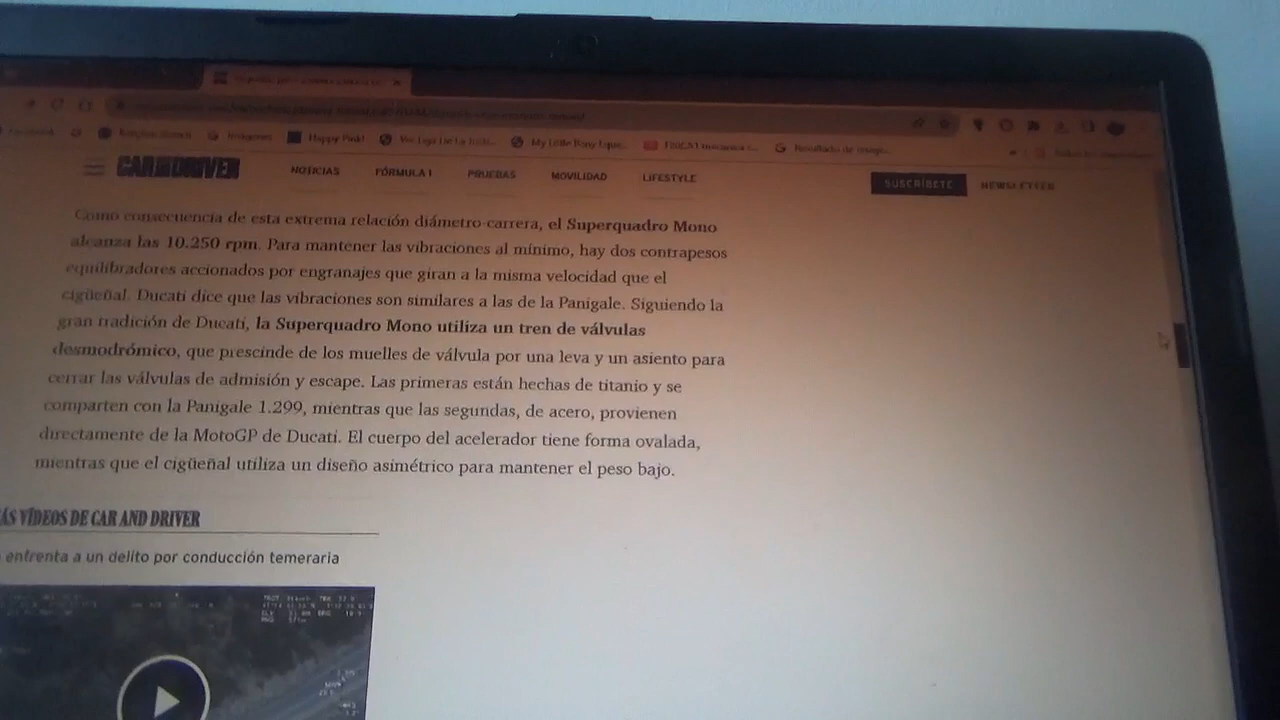 Happy Pink!
CAR AND DRIVER
NOTICIAS FÓRMULA 1 PRUEBAS MOVILIDAD LIFESTYLE
SUSCRÍBETE NEWSLETTER
Como consecuencia de esta extrema relación diámetro-carrera, el Superquadro Mono
alcanza las 10.250 rpm. Para mantener las vibraciones al mínimo, hay dos contrapesos
equilibradores accionados por engranajes que giran a la misma velocidad que el
cigüeñal. Ducati dice que las vibraciones son similares a las de la Panigale. Siguiendo la
gran tradición de Ducati, la Superquadro Mono utiliza un tren de válvulas
desmodrómico, que prescinde de los muelles de válvula por una leva y un asiento para
cerrar las válvulas de admisión y escape. Las primeras están hechas de titanio y se
comparten con la Panigale 1.299, mientras que las segundas, de acero, provienen
directamente de la MotoGP de Ducati. El cuerpo del acelerador tiene forma ovalada,
mientras que el cigüeñal utiliza un diseño asimétrico para mantener el peso bajo.
ÁS VÍDEOS DE CAR AND DRIVER
enfrenta a un delito por conducción temeraria